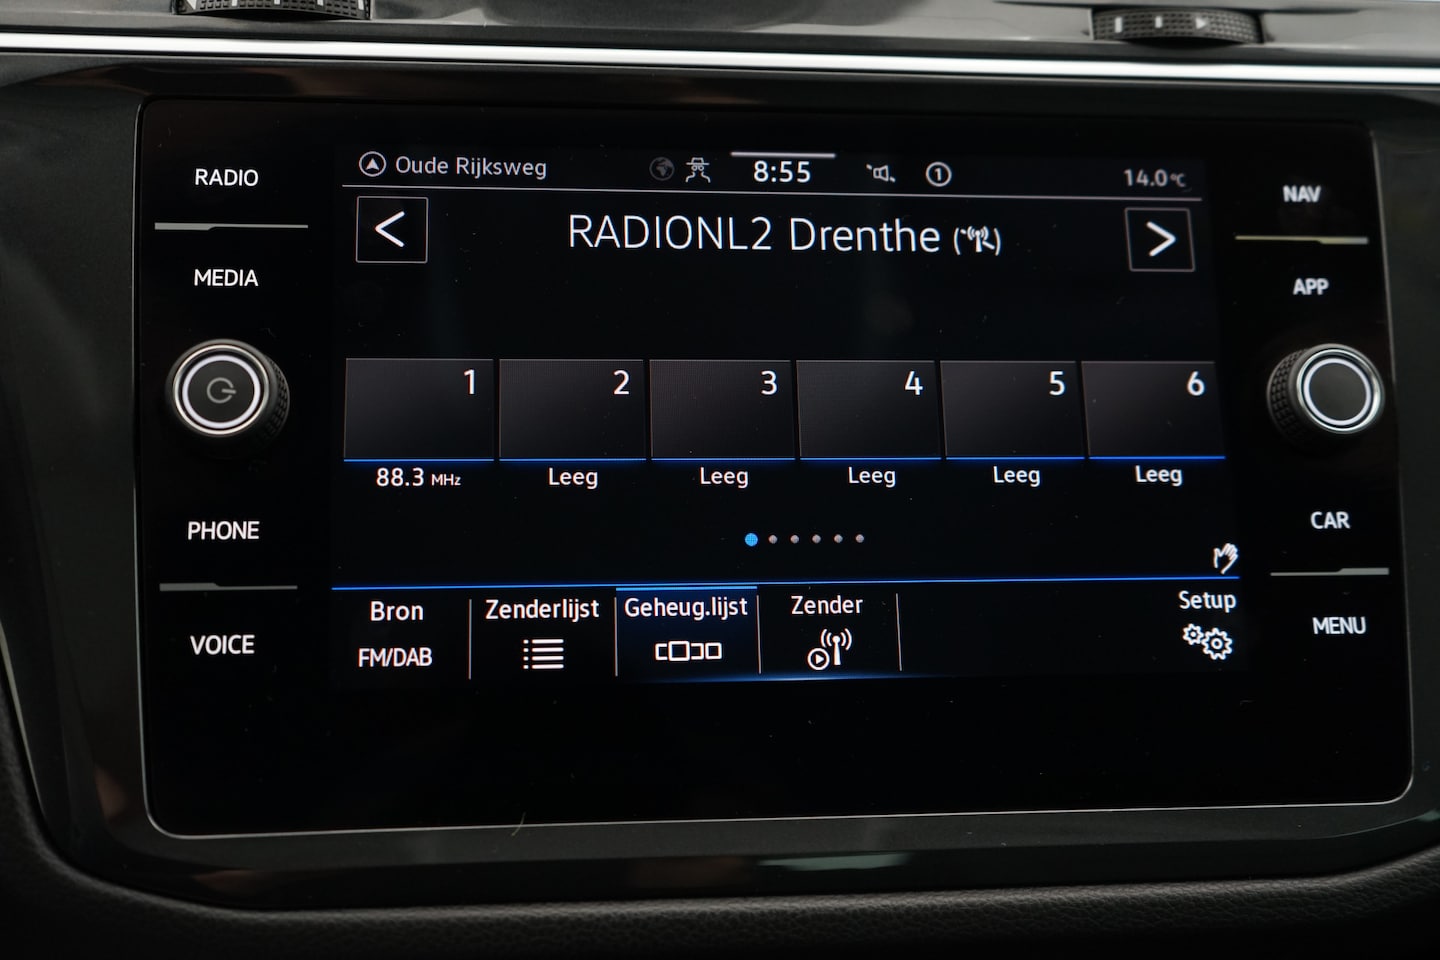 RADIO
MEDIA
PHONE
VOICE
Oude Rijksweg
8:55
1
14.0°C
RADIONL2 Drenthe
1 2 3 4 5 6
88.3 MHz Leeg Leeg Leeg Leeg Leeg
Bron
FM/DAB
Zenderlijst
Geheug.lijst
Zender
Setup
NAV
APP
CAR
MENU